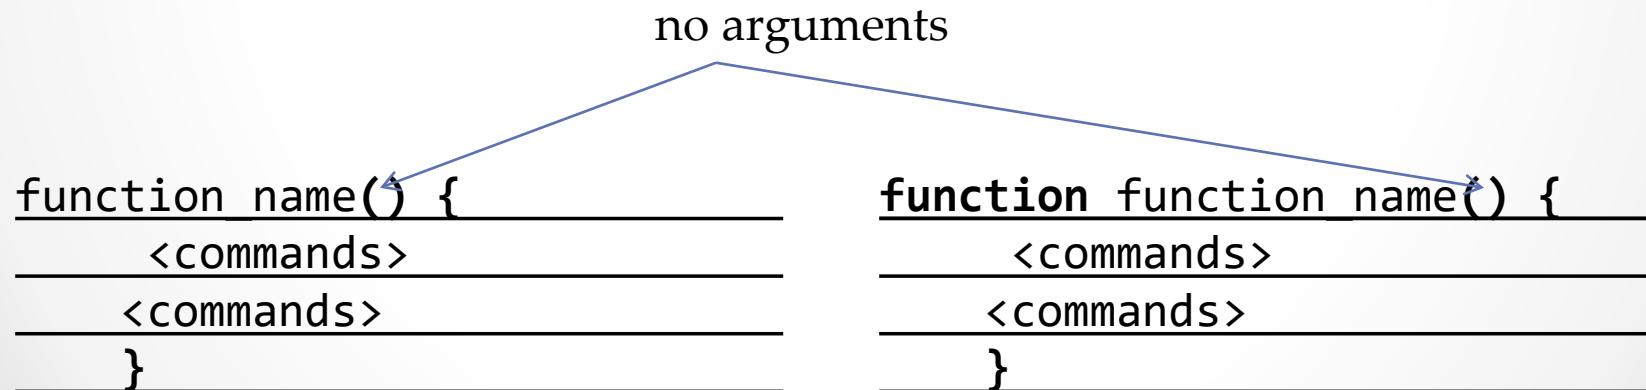 no arguments
function_name() {
<commands>
<commands>
}
function function_name() {
<commands>
<commands>
}